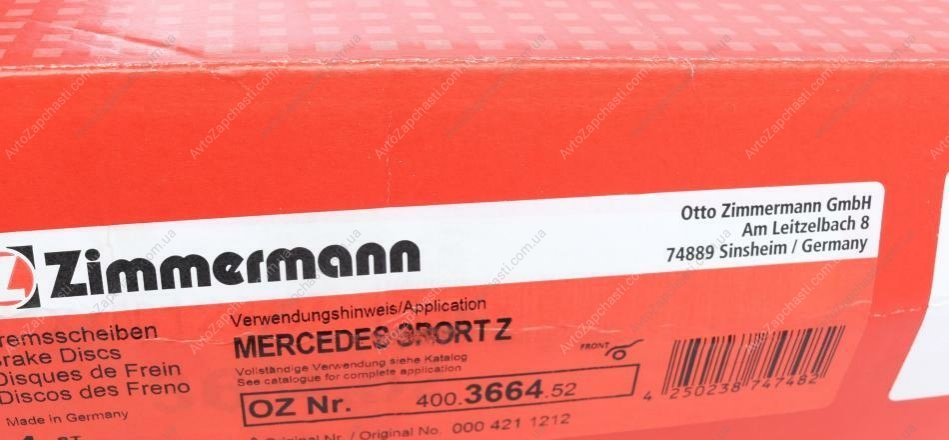 Otto Zimmermann GmbH
Am Leitzelbach 8
74889 Sinsheim / Germany
Zimmermann
remsscheiben
rake Discs
Disques de Frein
Discos des Freno
Made in Germany
Verwendungshinweis/Application
MERCEDES SPORT Z
Vollständige Verwendung siehe Katalog
See catalogue for complete application
OZ Nr. 400.3664.52
Original Nr. / Original No. 000 421 1212
FRONT
4 250238 747482
AvtoZapchasti.com.ua